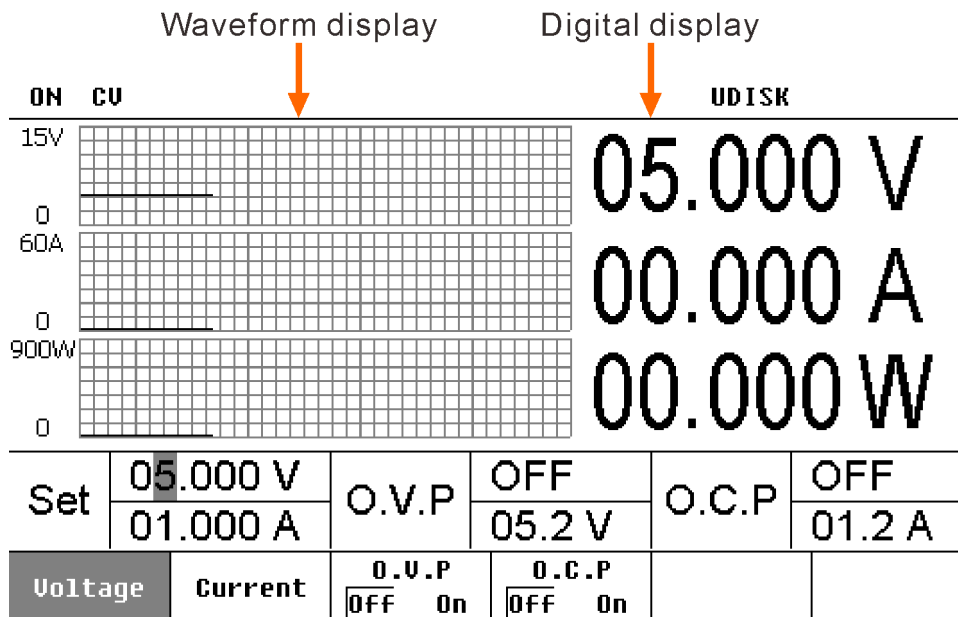 Waveform display Digital display
ON CV UDISK
15V
0
05.000 V
60A
0
00.000 A
900W
0
00.000 W
Set 05.000 V O.V.P OFF O.C.P OFF
01.000 A 05.2 V 01.2 A
Voltage Current O.V.P O.C.P
Off On Off On